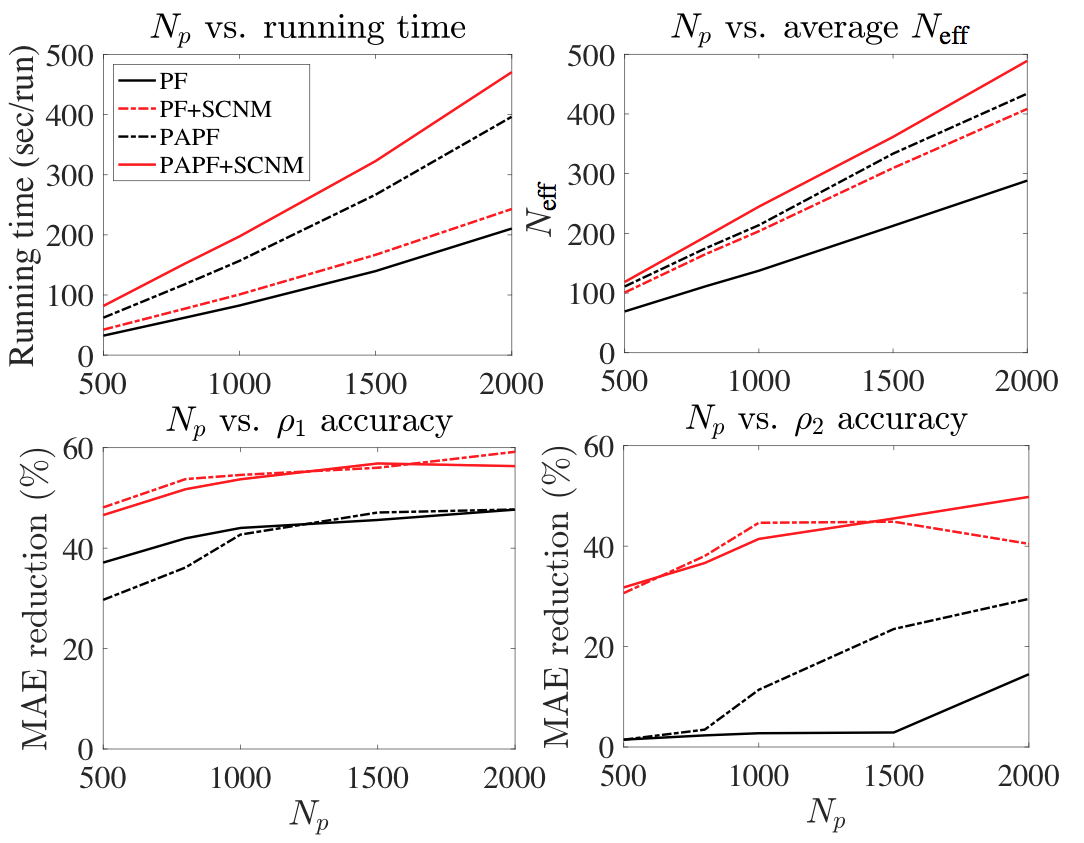 N_p vs. running time
Running time (sec/run)
500
400
300
200
100
0
PF
PF+SCNM
PAPF
PAPF+SCNM
500 1000 1500 2000
N_p vs. average N_eff
N_eff
500
400
300
200
100
0
500 1000 1500 2000
N_p vs. ρ_1 accuracy
MAE reduction (%)
60
40
20
0
500 1000 1500 2000
N_p
N_p vs. ρ_2 accuracy
MAE reduction (%)
60
40
20
0
500 1000 1500 2000
N_p